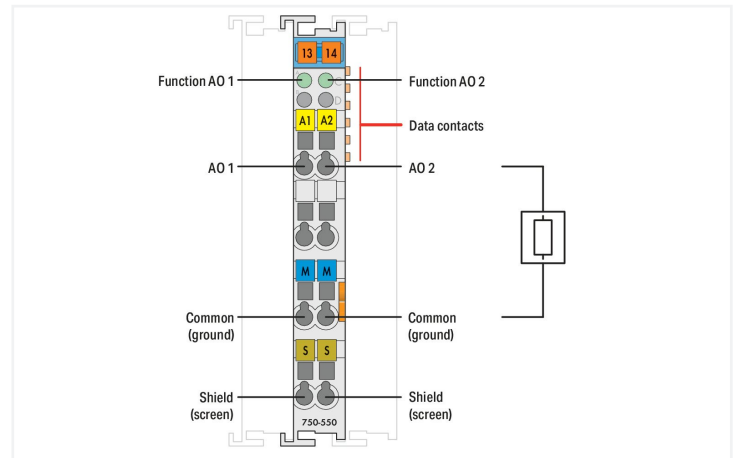 13 14
Function AO 1
Function AO 2
C
D
A1 A2
Data contacts
AO 1
AO 2
M M
Common
(ground)
Common
(ground)
S S
Shield
(screen)
Shield
(screen)
750-550